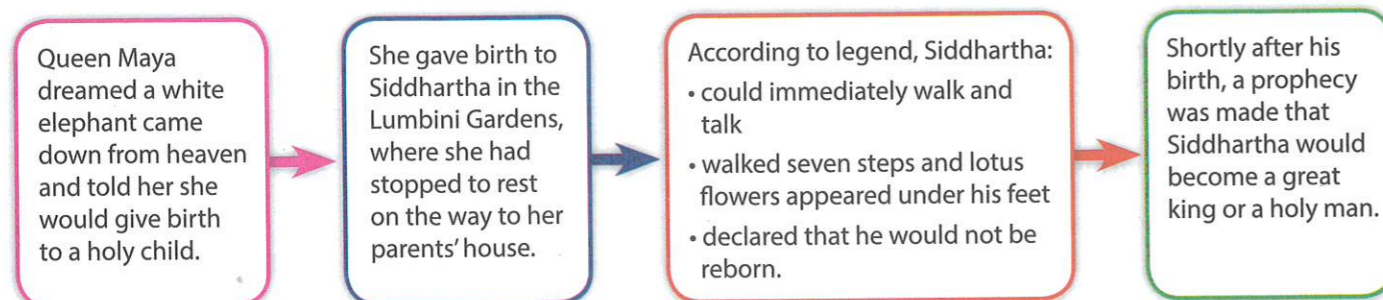 Queen Maya
dreamed a white
elephant came
down from heaven
and told her she
would give birth
to a holy child.
She gave birth to
Siddhartha in the
Lumbini Gardens,
where she had
stopped to rest
on the way to her
parents' house.
According to legend, Siddhartha:
• could immediately walk and
talk
• walked seven steps and lotus
flowers appeared under his feet
• declared that he would not be
reborn.
Shortly after his
birth, a prophecy
was made that
Siddhartha would
become a great
king or a holy man.